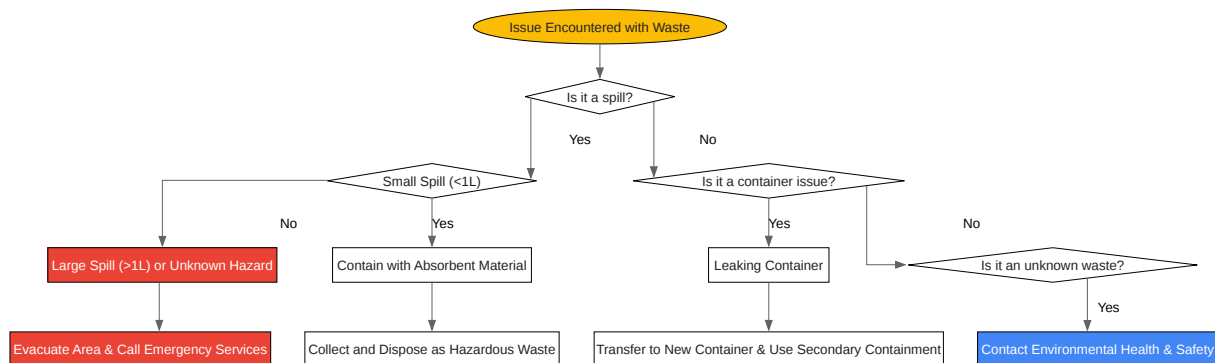 Issue Encountered with Waste
Is it a spill?
Yes
No
Small Spill (<1L)
Is it a container issue?
No
Yes
Yes
No
Large Spill (>1L) or Unknown Hazard
Contain with Absorbent Material
Leaking Container
Is it an unknown waste?
Yes
Evacuate Area & Call Emergency Services
Collect and Dispose as Hazardous Waste
Transfer to New Container & Use Secondary Containment
Contact Environmental Health & Safety